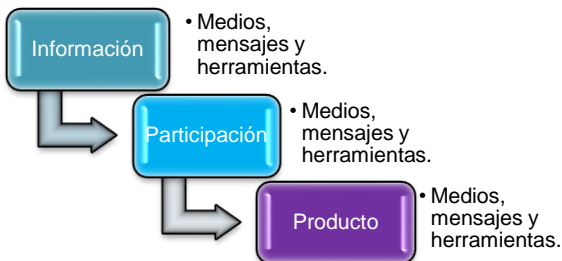 Información
• Medios,
mensajes y
herramientas.
Participación
• Medios,
mensajes y
herramientas.
Producto
• Medios,
mensajes y
herramientas.